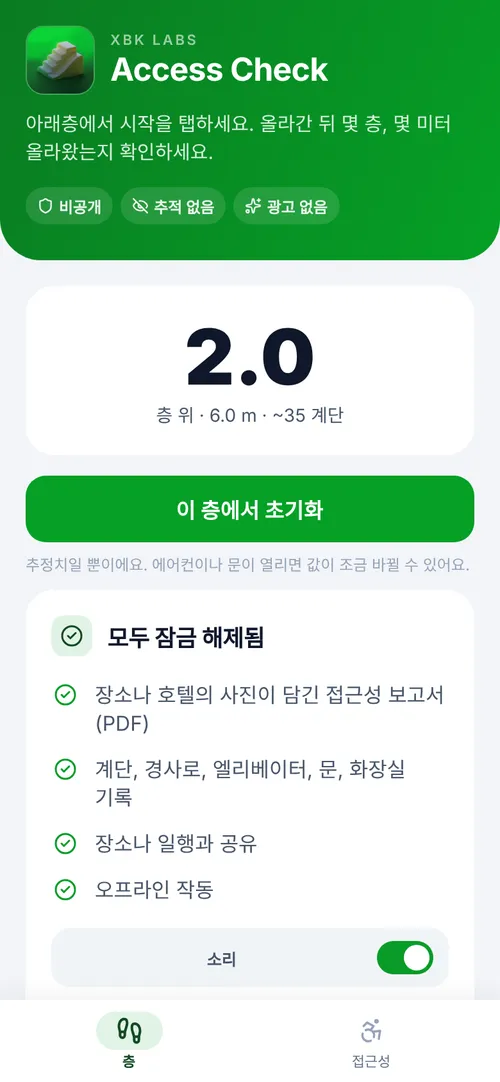 XBK LABS
Access Check
아래층에서 시작을 탭하세요. 올라간 뒤 몇 층, 몇 미터
올라왔는지 확인하세요.
비공개
추적 없음
광고 없음
2.0
층 위 · 6.0 m · ~35 계단
이 층에서 초기화
추정치일 뿐이에요. 에어컨이나 문이 열리면 값이 조금 바뀔 수 있어요.
모두 잠금 해제됨
장소나 호텔의 사진이 담긴 접근성 보고서
(PDF)
계단, 경사로, 엘리베이터, 문, 화장실
기록
장소나 일행과 공유
오프라인 작동
소리
층
접근성